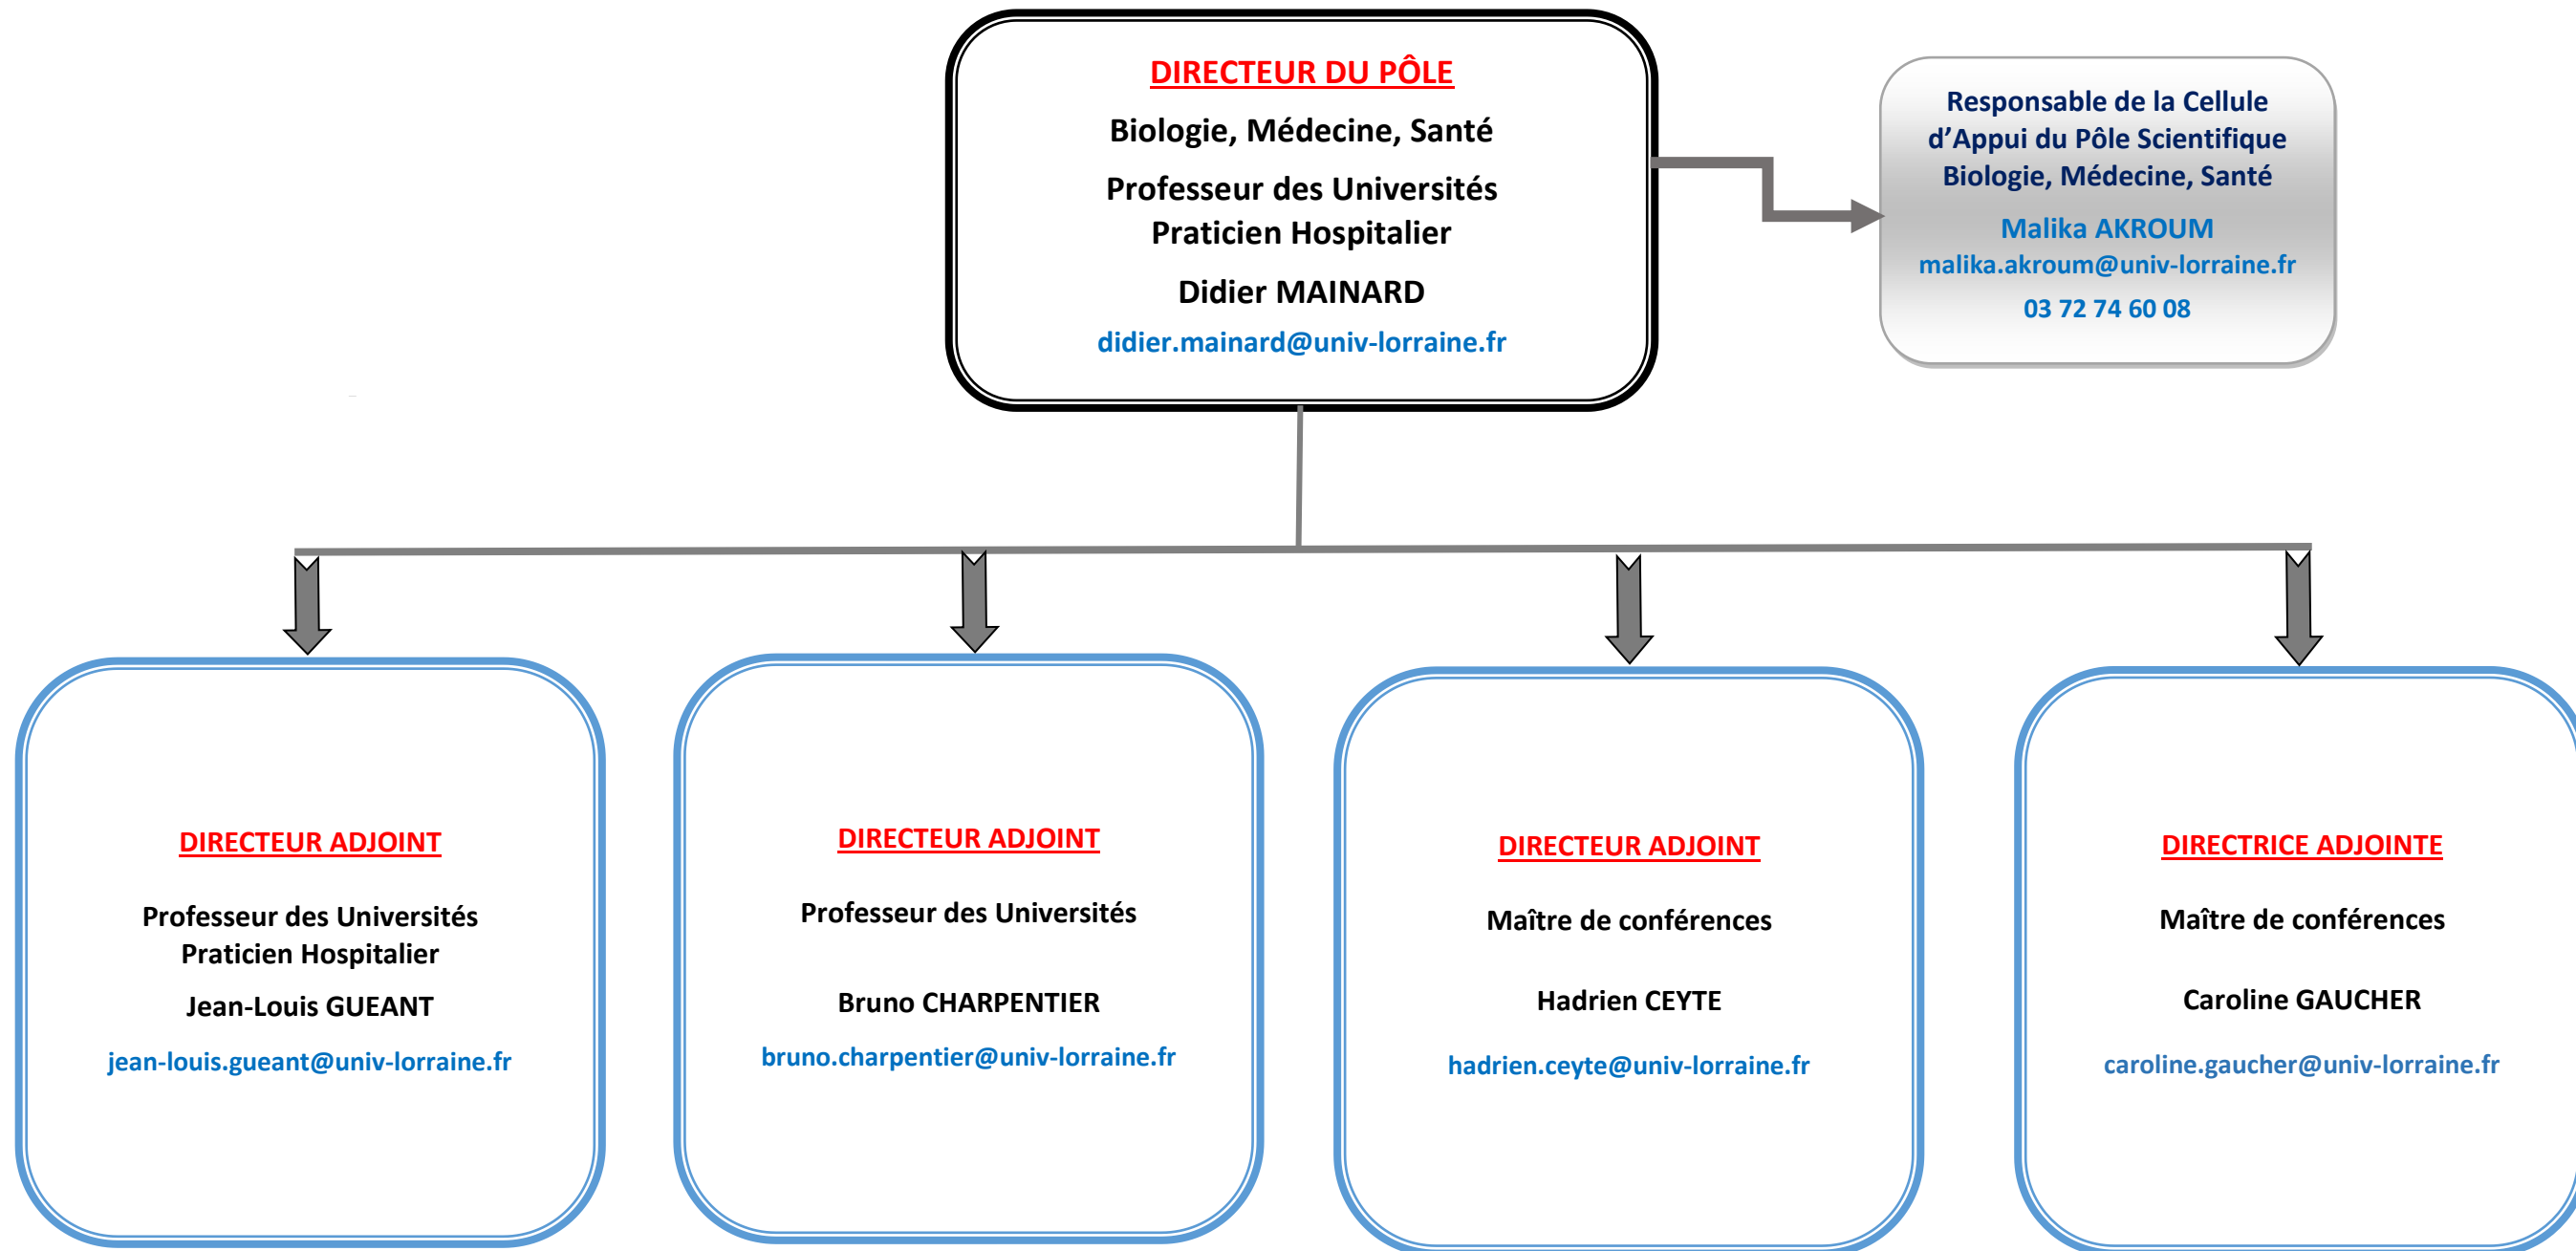 DIRECTEUR DU PÔLE
Biologie, Médecine, Santé
Professeur des Universités
Praticien Hospitalier
Didier MAINARD
didier.mainard@univ-lorraine.fr
Responsable de la Cellule
d’Appui du Pôle Scientifique
Biologie, Médecine, Santé
Malika AKROUM
malika.akroum@univ-lorraine.fr
03 72 74 60 08
DIRECTEUR ADJOINT
Professeur des Universités
Praticien Hospitalier
Jean-Louis GUEANT
jean-louis.gueant@univ-lorraine.fr
DIRECTEUR ADJOINT
Professeur des Universités
Bruno CHARPENTIER
bruno.charpentier@univ-lorraine.fr
DIRECTEUR ADJOINT
Maître de conférences
Hadrien CEYTE
hadrien.ceyte@univ-lorraine.fr
DIRECTRICE ADJOINTE
Maître de conférences
Caroline GAUCHER
caroline.gaucher@univ-lorraine.fr